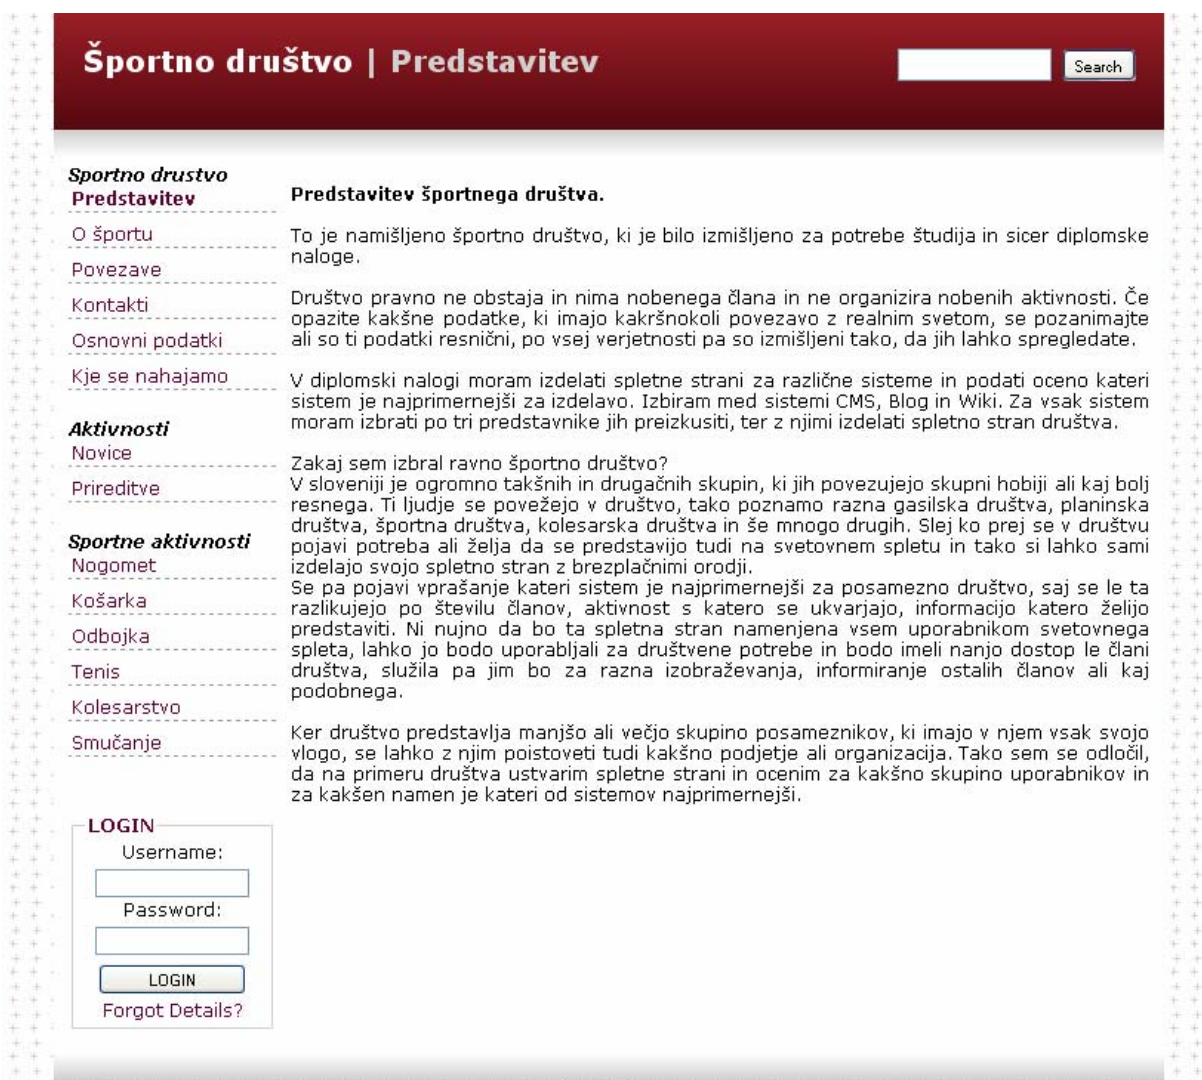 Športno društvo | Predstavitev
Search
Sportno drustvo
Predstavitev
O športu
Povezave
Kontakti
Osnovni podatki
Kje se nahajamo
Aktivnosti
Novice
Prireditve
Sportne aktivnosti
Nogomet
Košarka
Odbojka
Tenis
Kolesarstvo
Smučanje
LOGIN
Username:
Password:
LOGIN
Forgot Details?
Predstavitev športnega društva.
To je namišljeno športno društvo, ki je bilo izmišljeno za potrebe študija in sicer diplomske
naloge.
Društvo pravno ne obstaja in nima nobenega člana in ne organizira nobenih aktivnosti. Če
opazite kakšne podatke, ki imajo kakršnokoli povezavo z realnim svetom, se pozanimajte
ali so ti podatki resnični, po vsej verjetnosti pa so izmišljeni tako, da jih lahko spregledate.
V diplomski nalogi moram izdelati spletne strani za različne sisteme in podati oceno kateri
sistem je najprimernejši za izdelavo. Izbiram med sistemi CMS, Blog in Wiki. Za vsak sistem
moram izbrati po tri predstavnike jih preizkusiti, ter z njimi izdelati spletno stran društva.
Zakaj sem izbral ravno športno društvo?
V sloveniji je ogromno takšnih in drugačnih skupin, ki jih povezujejo skupni hobiji ali kaj bolj
resnega. Ti ljudje se povežejo v društvo, tako poznamo razna gasilska društva, planinska
društva, športna društva, kolesarska društva in še mnogo drugih. Slej ko prej se v društvu
pojavi potreba ali želja da se predstavijo tudi na svetovnem spletu in tako si lahko sami
izdelajo svojo spletno stran z brezplačnimi orodji.
Se pa pojavi vprašanje kateri sistem je najprimernejši za posamezno društvo, saj se le ta
razlikujejo po številu članov, aktivnost s katero se ukvarjajo, informacijo katero želijo
predstaviti. Ni nujno da bo ta spletna stran namenjena vsem uporabnikom svetovnega
spleta, lahko jo bodo uporabljali za društvene potrebe in bodo imeli nanjo dostop le člani
društva, služila pa jim bo za razna izobraževanja, informiranje ostalih članov ali kaj
podobnega.
Ker društvo predstavlja manjšo ali večjo skupino posameznikov, ki imajo v njem vsak svojo
vlogo, se lahko z njim poistoveti tudi kakšno podjetje ali organizacija. Tako sem se odločil,
da na primeru društva ustvarim spletne strani in ocenim za kakšno skupino uporabnikov in
za kakšen namen je kateri od sistemov najprimernejši.